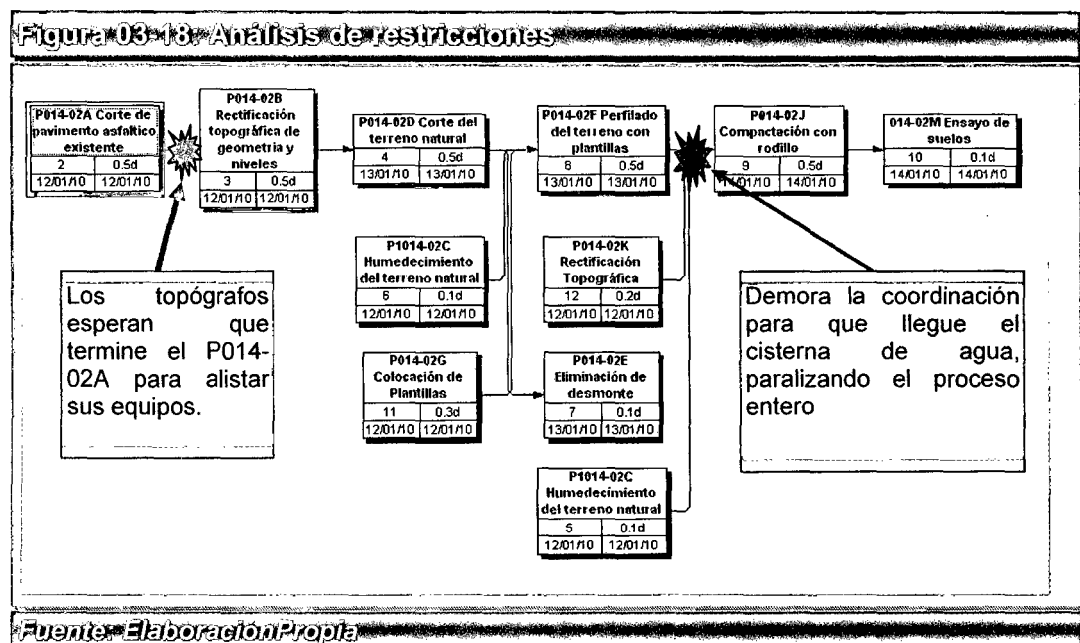 Figura 03-18: Análisis de restricciones
P014-02A Corte de
pavimento asfaltico
existente
2 0.5d
12/01/10 12/01/10
P014-02B
Rectificación
topográfica de
geometria y
niveles
3 0.5d
12/01/10 12/01/10
P014-02D Corte del
terreno natural
4 0.5d
13/01/10 13/01/10
P014-02F Perfilado
del terreno con
plantillas
8 0.5d
13/01/10 13/01/10
P014-02J
Compactación con
rodillo
9 0.5d
14/01/10 14/01/10
014-02M Ensayo de
suelos
10 0.1d
14/01/10 14/01/10
P1014-02C
Humedecimiento
del terreno natural
6 0.1d
12/01/10 12/01/10
P014-02K
Rectificación
Topográfica
12 0.2d
12/01/10 12/01/10
P014-02G
Colocación de
Plantillas
11 0.3d
12/01/10 12/01/10
P014-02E
Eliminación de
desmonte
7 0.1d
13/01/10 13/01/10
P1014-02C
Humedecimiento
del terreno natural
5 0.1d
12/01/10 12/01/10
Los topógrafos
esperan que
termine el P014-
02A para alistar
sus equipos.
Demora la coordinación
para que llegue el
cisterna de agua,
paralizando el proceso
entero
Fuente: Elaboración Propia